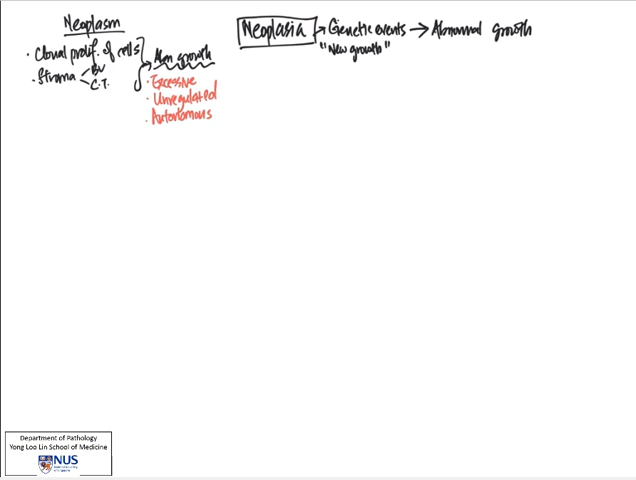 Neoplasm
· Clonal prolif. of cells
· Stroma BV
C.T.
Abn growth
· Excessive
· Unregulated
· Autonomous
Neoplasia → Genetic events → Abnormal growth
"New growth"
Department of Pathology
Yong Loo Lin School of Medicine
NUS